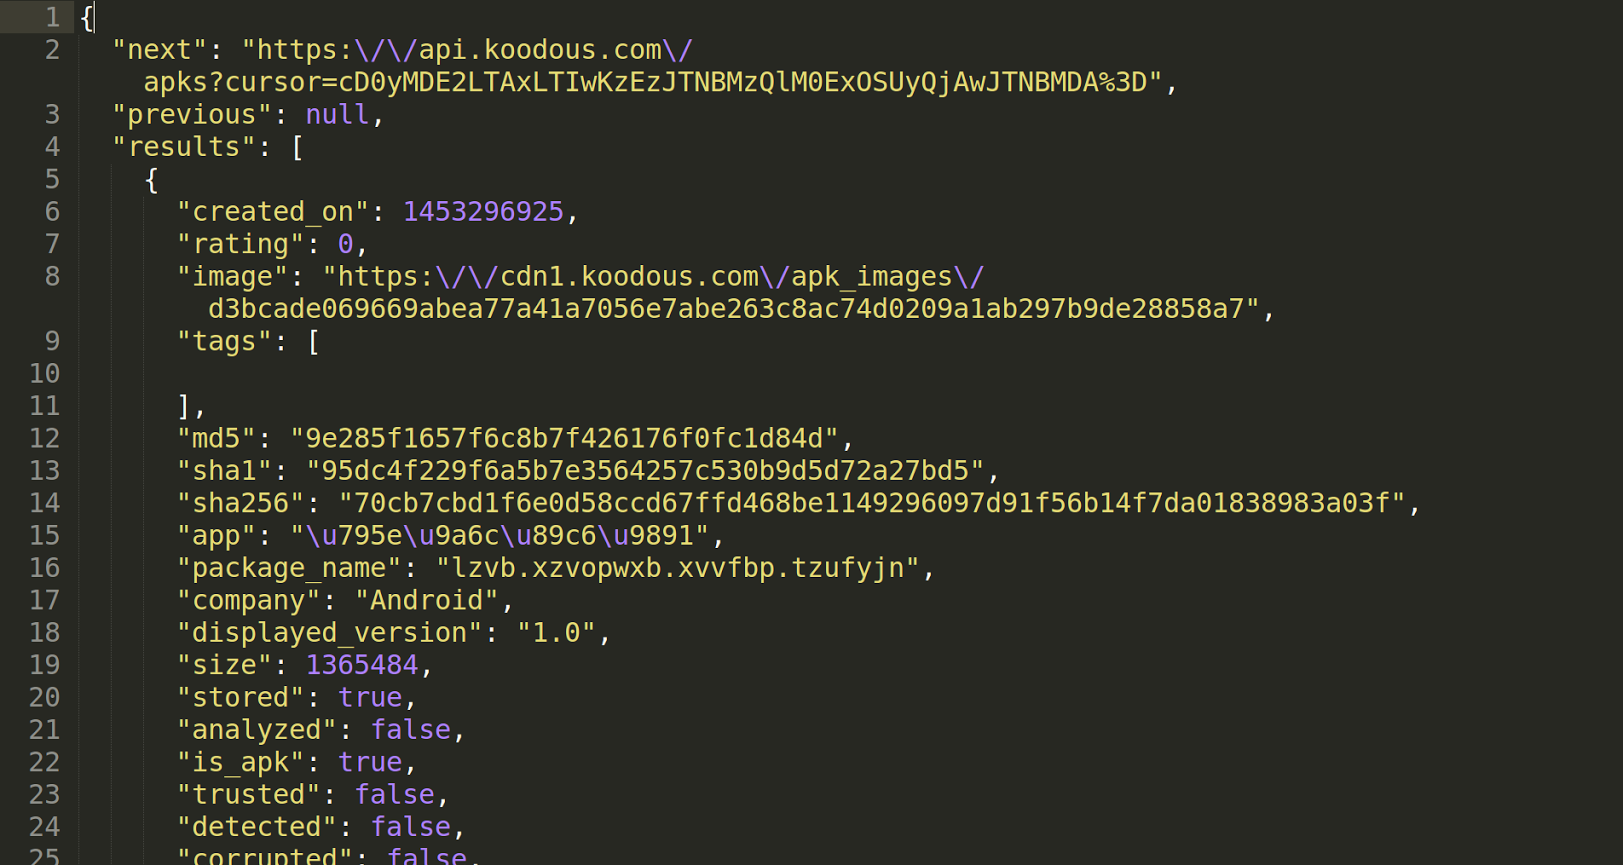 1 {
2 "next": "https:\/\/api.koodous.com\/
apks?cursor=cD0yMDE2LTAxLTIwKzEzJTNBMzQlM0ExOSUyQjAwJTNBMDA%3D",
3 "previous": null,
4 "results": [
5 {
6 "created_on": 1453296925,
7 "rating": 0,
8 "image": "https:\/\/cdn1.koodous.com\/apk_images\/
d3bcade069669abea77a41a7056e7abe263c8ac74d0209a1ab297b9de28858a7",
9 "tags": [
10
11 ],
12 "md5": "9e285f1657f6c8b7f426176f0fc1d84d",
13 "sha1": "95dc4f229f6a5b7e3564257c530b9d5d72a27bd5",
14 "sha256": "70cb7cbd1f6e0d58ccd67ffd468be1149296097d91f56b14f7da01838983a03f",
15 "app": "\u795e\u9a6c\u89c6\u9891",
16 "package_name": "lzvb.xzvopwxb.xvvfbp.tzufyjn",
17 "company": "Android",
18 "displayed_version": "1.0",
19 "size": 1365484,
20 "stored": true,
21 "analyzed": false,
22 "is_apk": true,
23 "trusted": false,
24 "detected": false,
25 "corrupted": false,